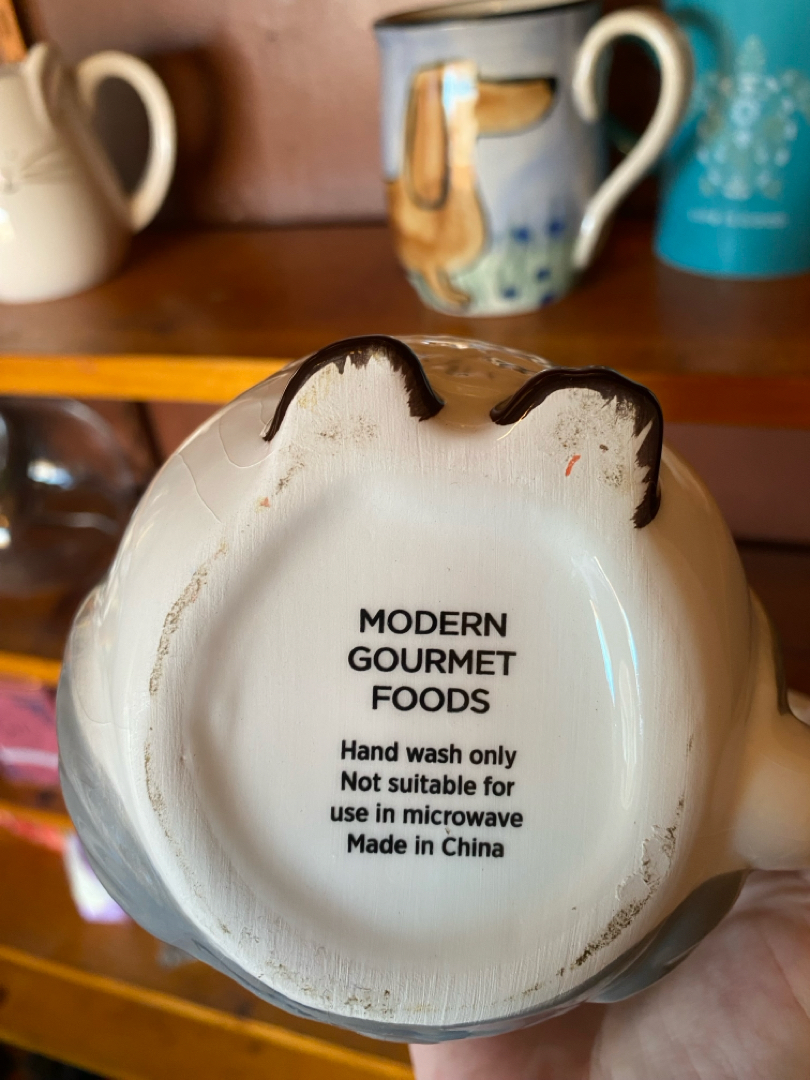 MODERN
GOURMET
FOODS
Hand wash only
Not suitable for
use in microwave
Made in China